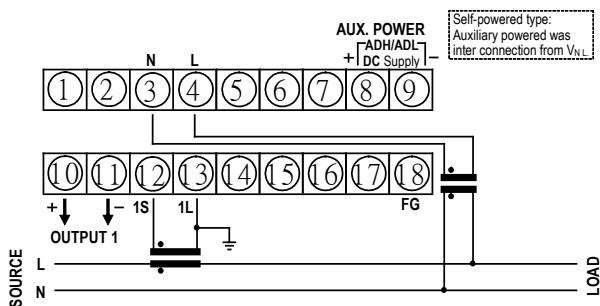 AUX. POWER
ADH/ADL
+ DC Supply −
Self-powered type:
Auxiliary powered was
inter connection from VNL.
N L
1 2 3 4 5 6 7 8 9
10 11 12 13 14 15 16 17 18
+ − 1S 1L FG
OUTPUT 1
SOURCE
L
N
LOAD